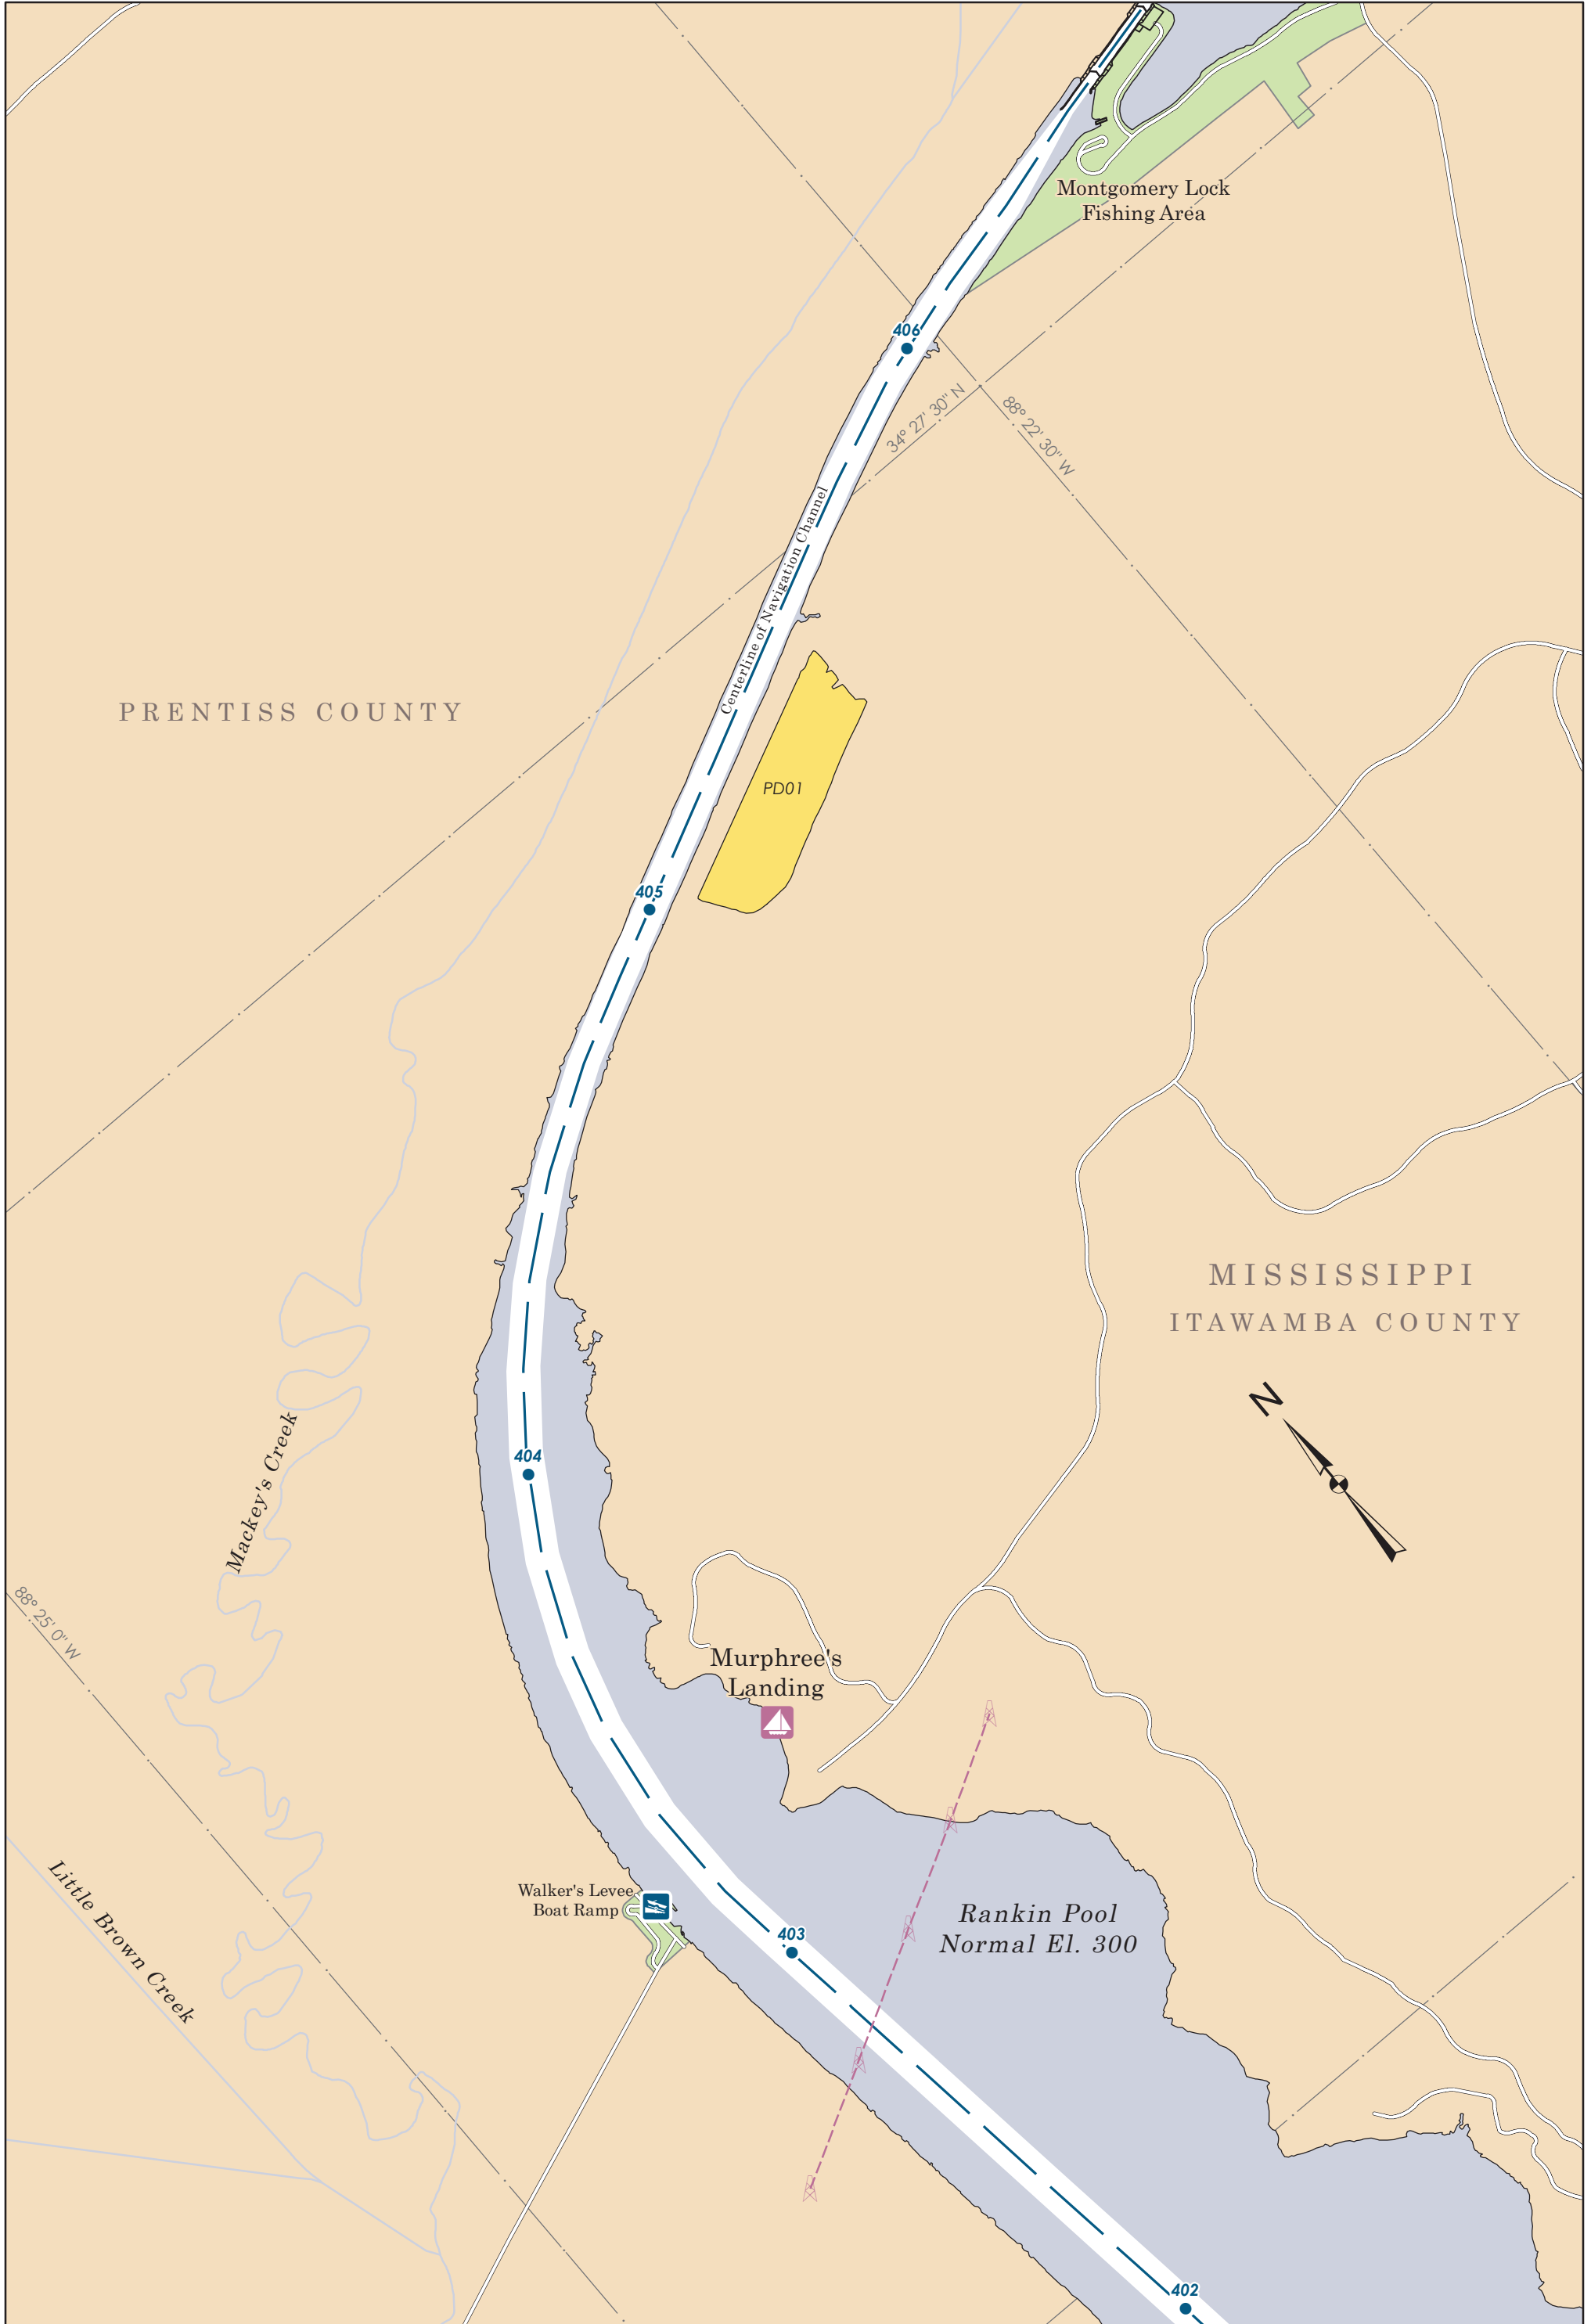 Montgomery Lock
Fishing Area
406
34° 27' 30" N
88° 22' 30" W
Centerline of Navigation Channel
PRENTISS COUNTY
PD01
405
MISSISSIPPI
ITAWAMBA COUNTY
N
Mackey's Creek
404
88° 25' 0" W
Murphree's
Landing
Little Brown Creek
Walker's Levee
Boat Ramp
403
Rankin Pool
Normal El. 300
402